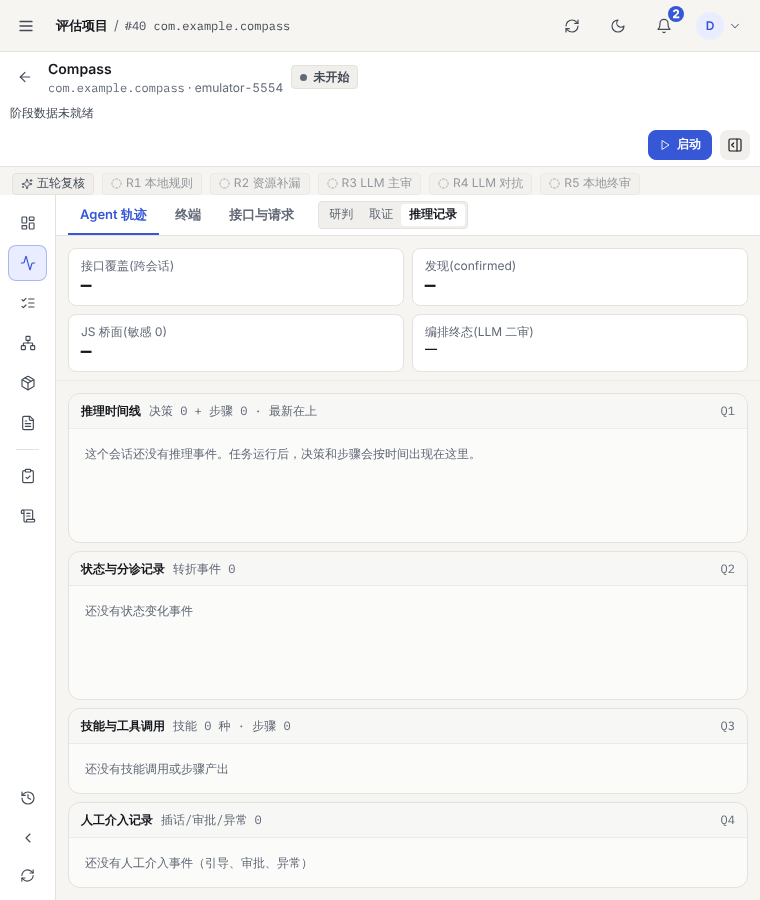 评估项目 / #40 com.example.compass
2
D
Compass
com.example.compass · emulator-5554
未开始
阶段数据未就绪
启动
五轮复核
R1 本地规则
R2 资源补漏
R3 LLM 主审
R4 LLM 对抗
R5 本地终审
Agent 轨迹
终端
接口与请求
研判
取证
推理记录
接口覆盖(跨会话)
—
发现(confirmed)
—
JS 桥面(敏感 0)
—
编排终态(LLM 二审)
—
推理时间线 决策 0 + 步骤 0 · 最新在上
Q1
这个会话还没有推理事件。任务运行后，决策和步骤会按时间出现在这里。
状态与分诊记录 转折事件 0
Q2
还没有状态变化事件
技能与工具调用 技能 0 种 · 步骤 0
Q3
还没有技能调用或步骤产出
人工介入记录 插话/审批/异常 0
Q4
还没有人工介入事件（引导、审批、异常）